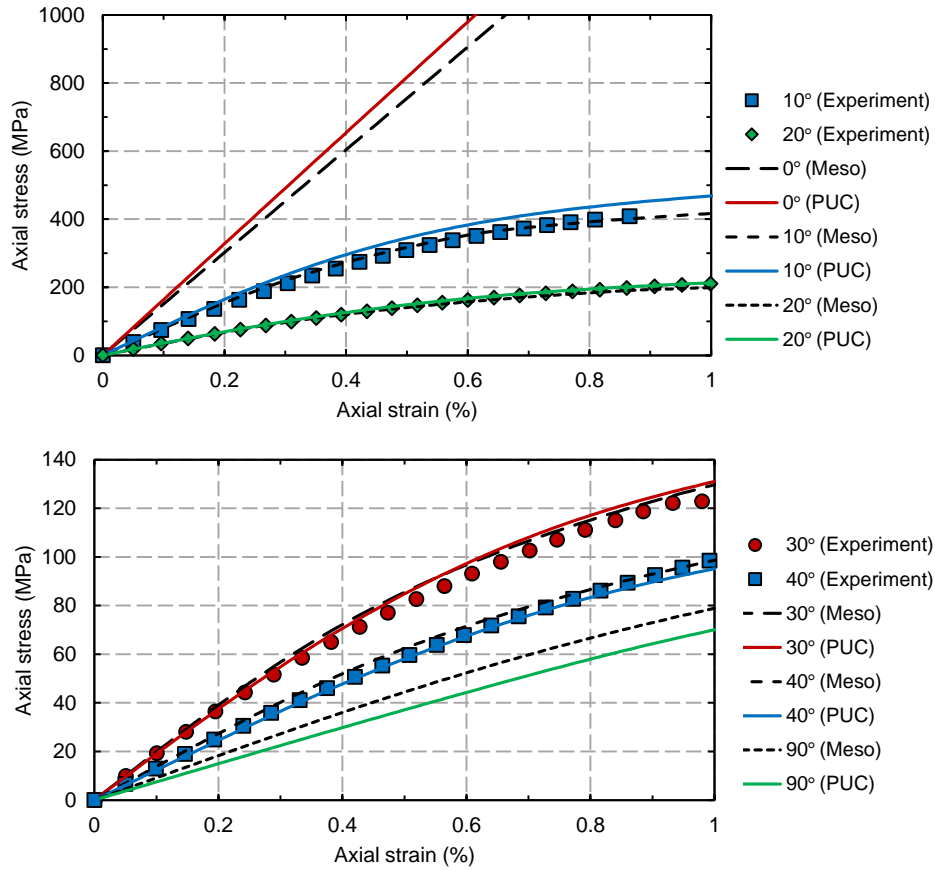 1000
800
600
400
200
0
Axial stress (MPa)
0
0.2
0.4
0.6
0.8
1
Axial strain (%)
10° (Experiment)
20° (Experiment)
0° (Meso)
0° (PUC)
10° (Meso)
10° (PUC)
20° (Meso)
20° (PUC)
140
120
100
80
60
40
20
0
Axial stress (MPa)
0
0.2
0.4
0.6
0.8
1
Axial strain (%)
30° (Experiment)
40° (Experiment)
30° (Meso)
30° (PUC)
40° (Meso)
40° (PUC)
90° (Meso)
90° (PUC)